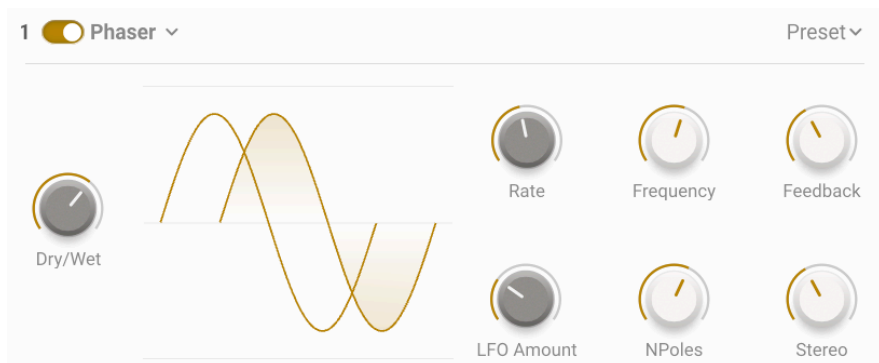 1 Phaser
Preset
Rate
Frequency
Feedback
Dry/Wet
LFO Amount
NPoles
Stereo